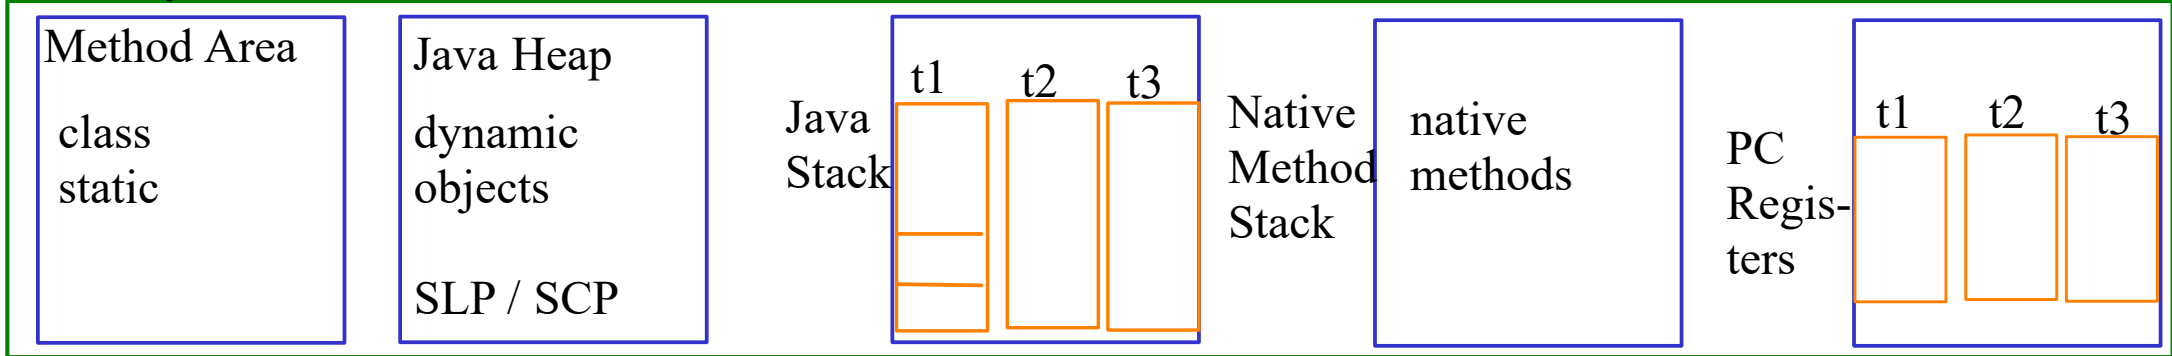 Method Area
class
static
Java Heap
dynamic
objects
SLP / SCP
Java
Stack
t1
t2
t3
Native
Method
Stack
native
methods
PC
Regis-
ters
t1
t2
t3